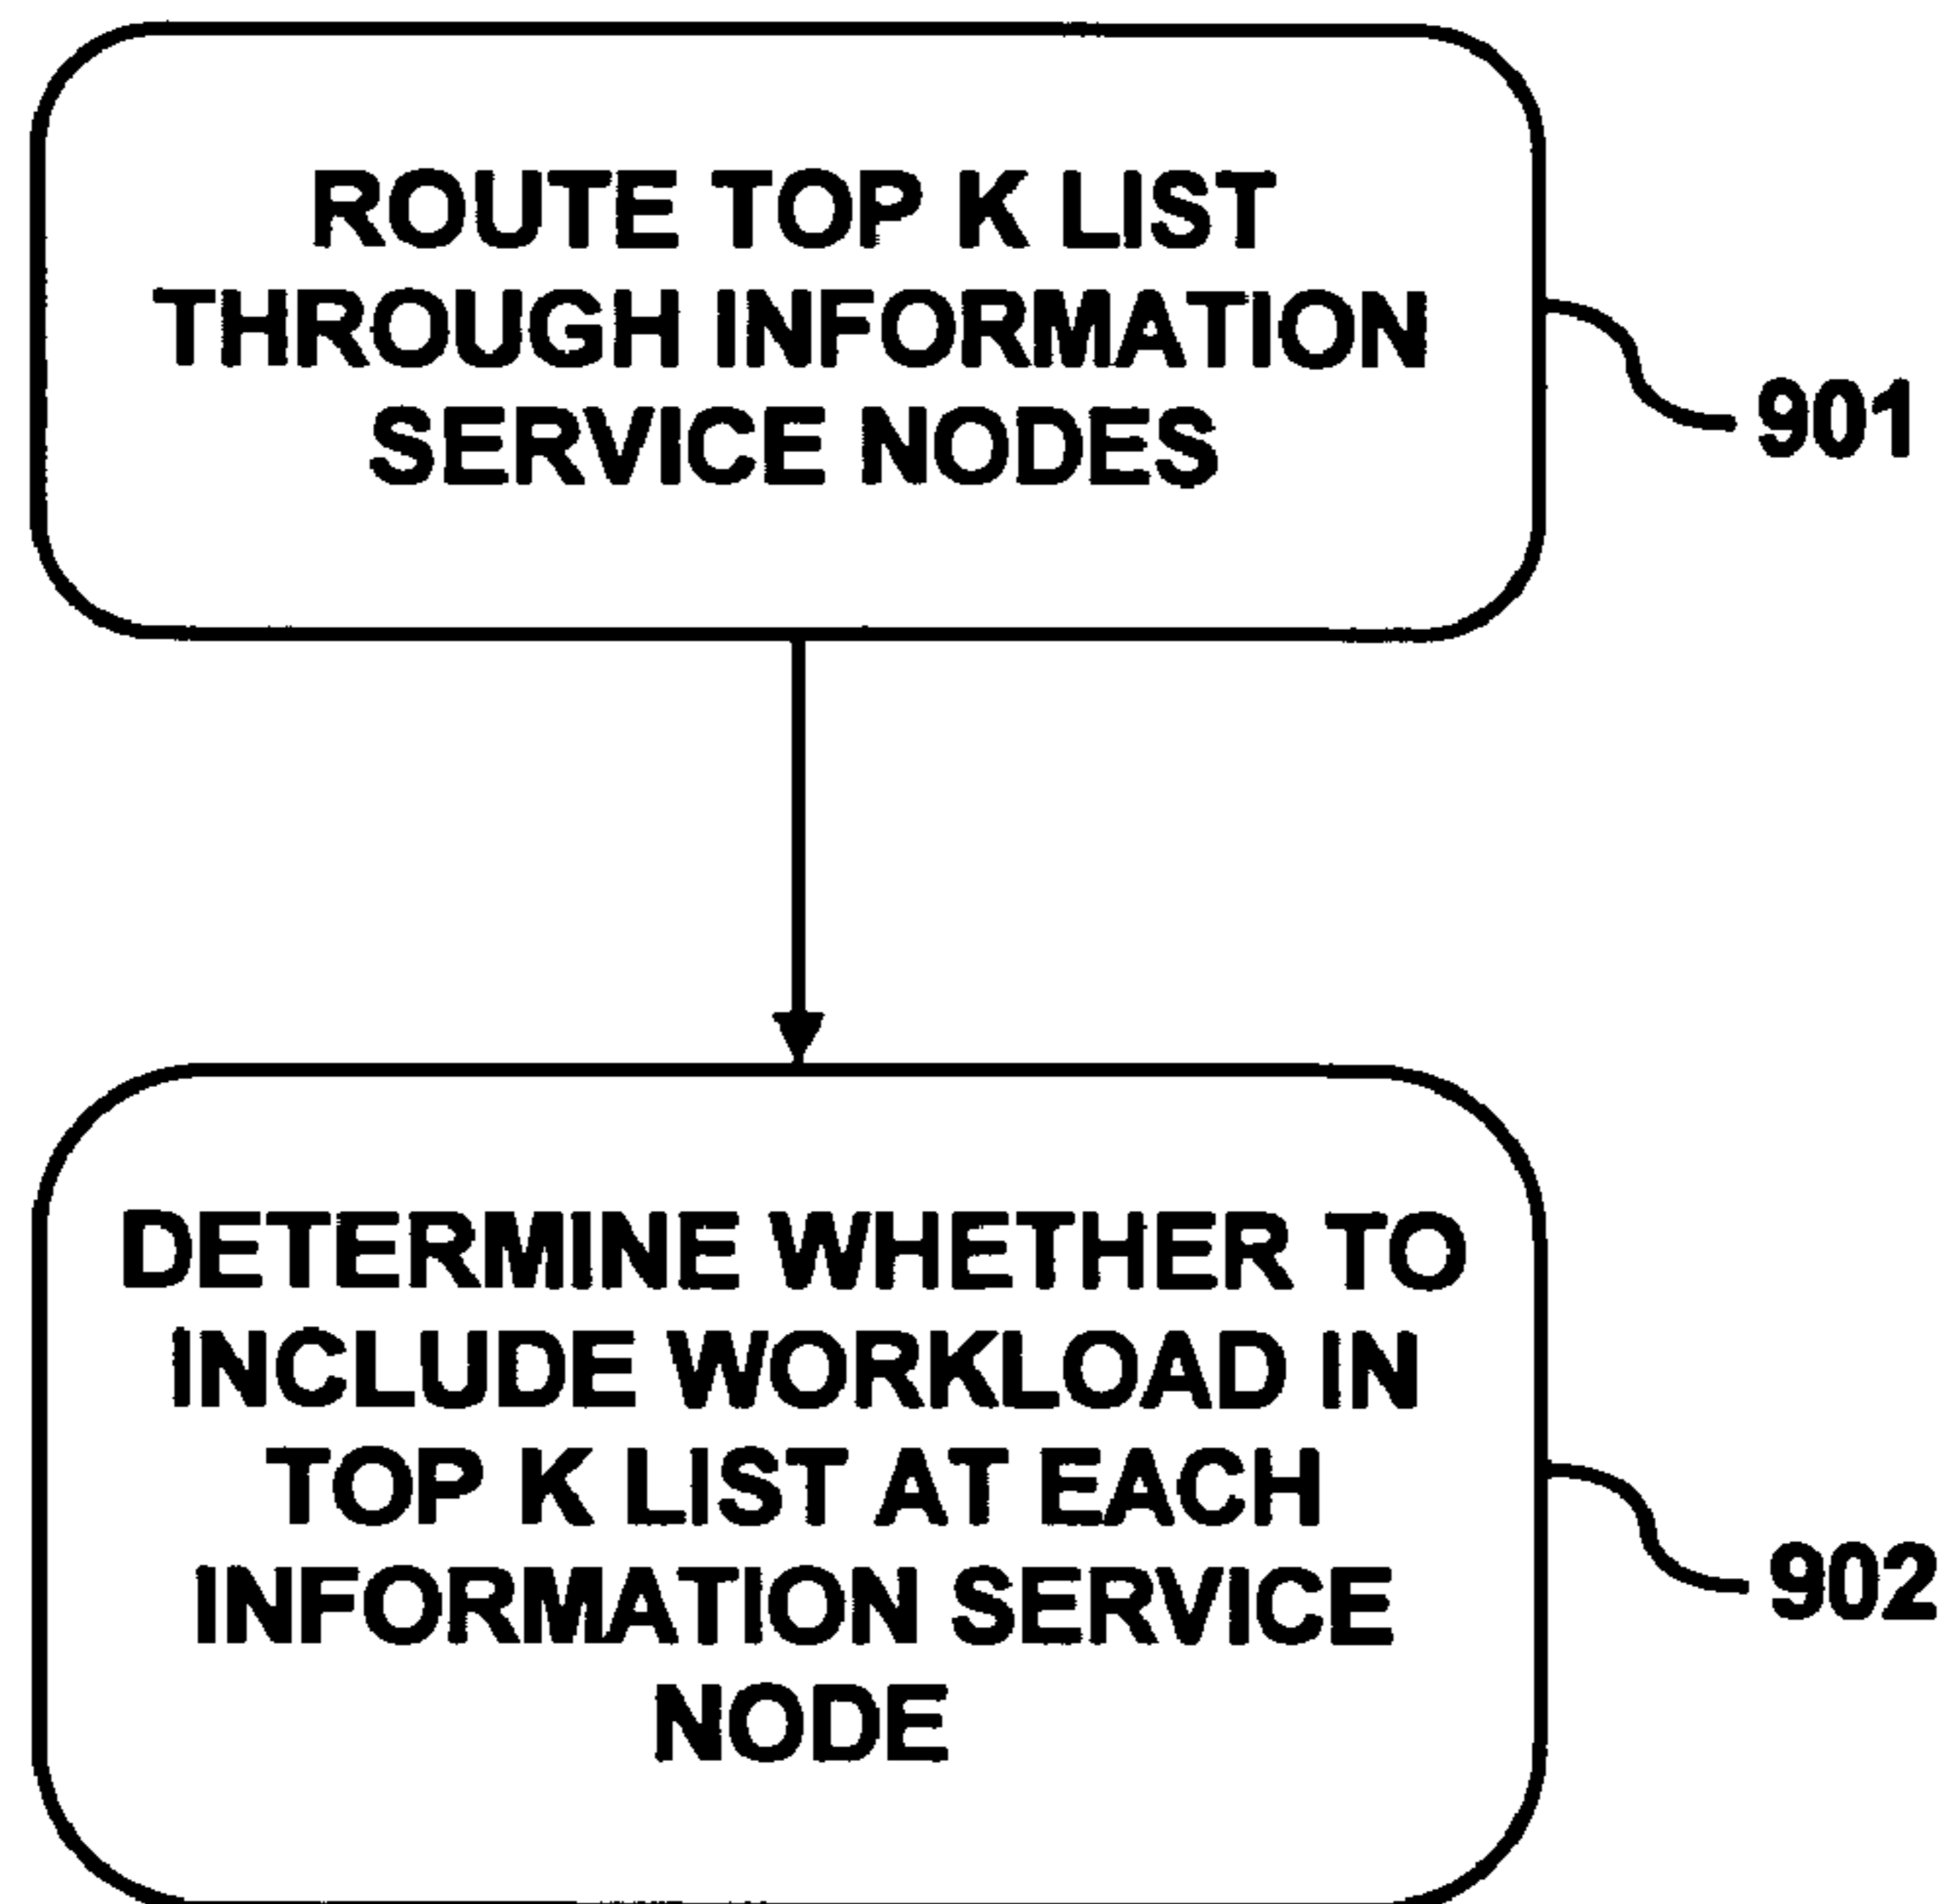 ROUTE TOP K LIST
THROUGH INFORMATION
SERVICE NODES
901
DETERMINE WHETHER TO
INCLUDE WORKLOAD IN
TOP K LIST AT EACH
INFORMATION SERVICE
NODE
902